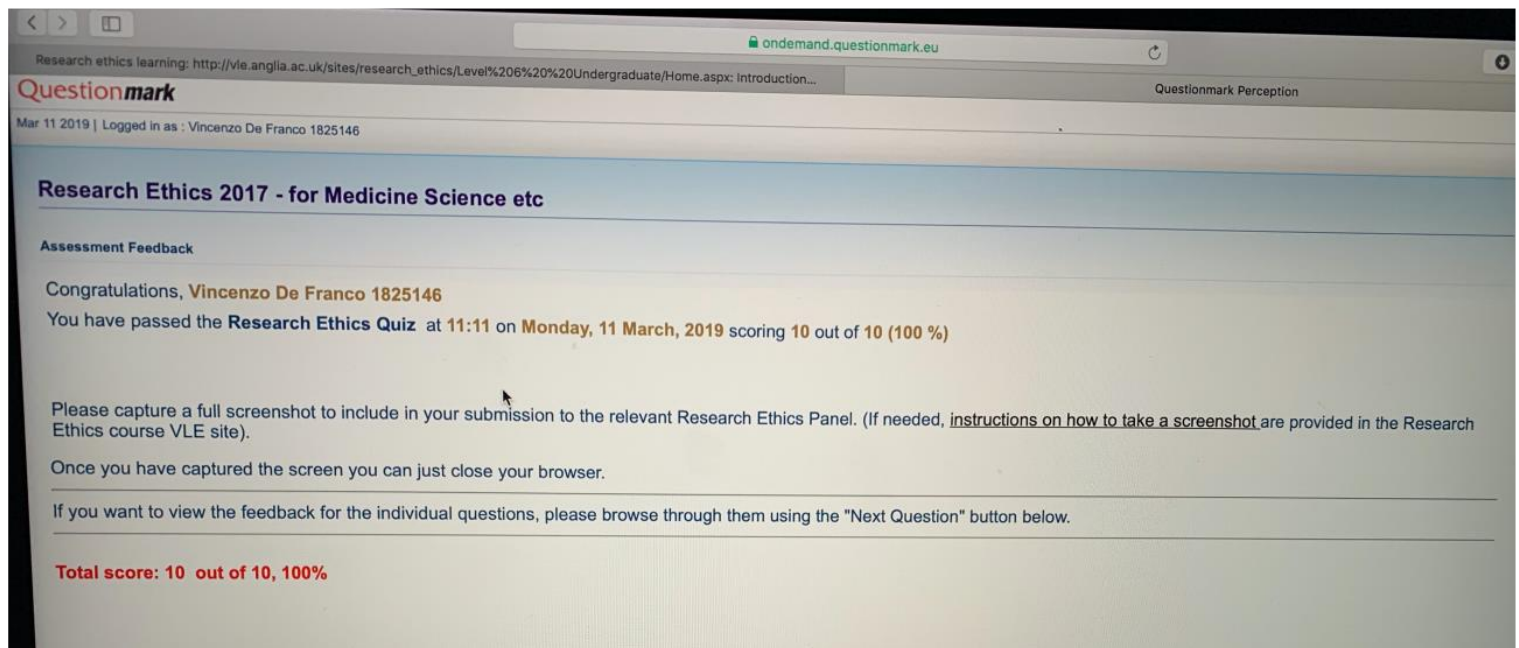 ondemand.questionmark.eu
Research ethics learning: http://vle.anglia.ac.uk/sites/research_ethics/Level%206%20%20Undergraduate/Home.aspx: Introduction...
Questionmark Perception
Questionmark
Mar 11 2019 | Logged in as : Vincenzo De Franco 1825146
Research Ethics 2017 - for Medicine Science etc
Assessment Feedback
Congratulations, Vincenzo De Franco 1825146
You have passed the Research Ethics Quiz at 11:11 on Monday, 11 March, 2019 scoring 10 out of 10 (100 %)
Please capture a full screenshot to include in your submission to the relevant Research Ethics Panel. (If needed, instructions on how to take a screenshot are provided in the Research
Ethics course VLE site).
Once you have captured the screen you can just close your browser.
If you want to view the feedback for the individual questions, please browse through them using the "Next Question" button below.
Total score: 10 out of 10, 100%